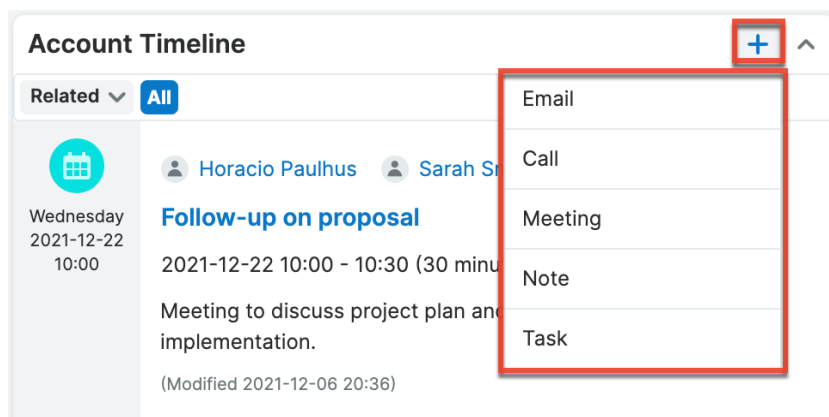 Account Timeline
Related All
Email
Call
Meeting
Note
Task
Wednesday
2021-12-22
10:00
Horacio Paulhus Sarah
Follow-up on proposal
2021-12-22 10:00 - 10:30 (30
Meeting to discuss project plan and
implementation.
(Modified 2021-12-06 20:36)